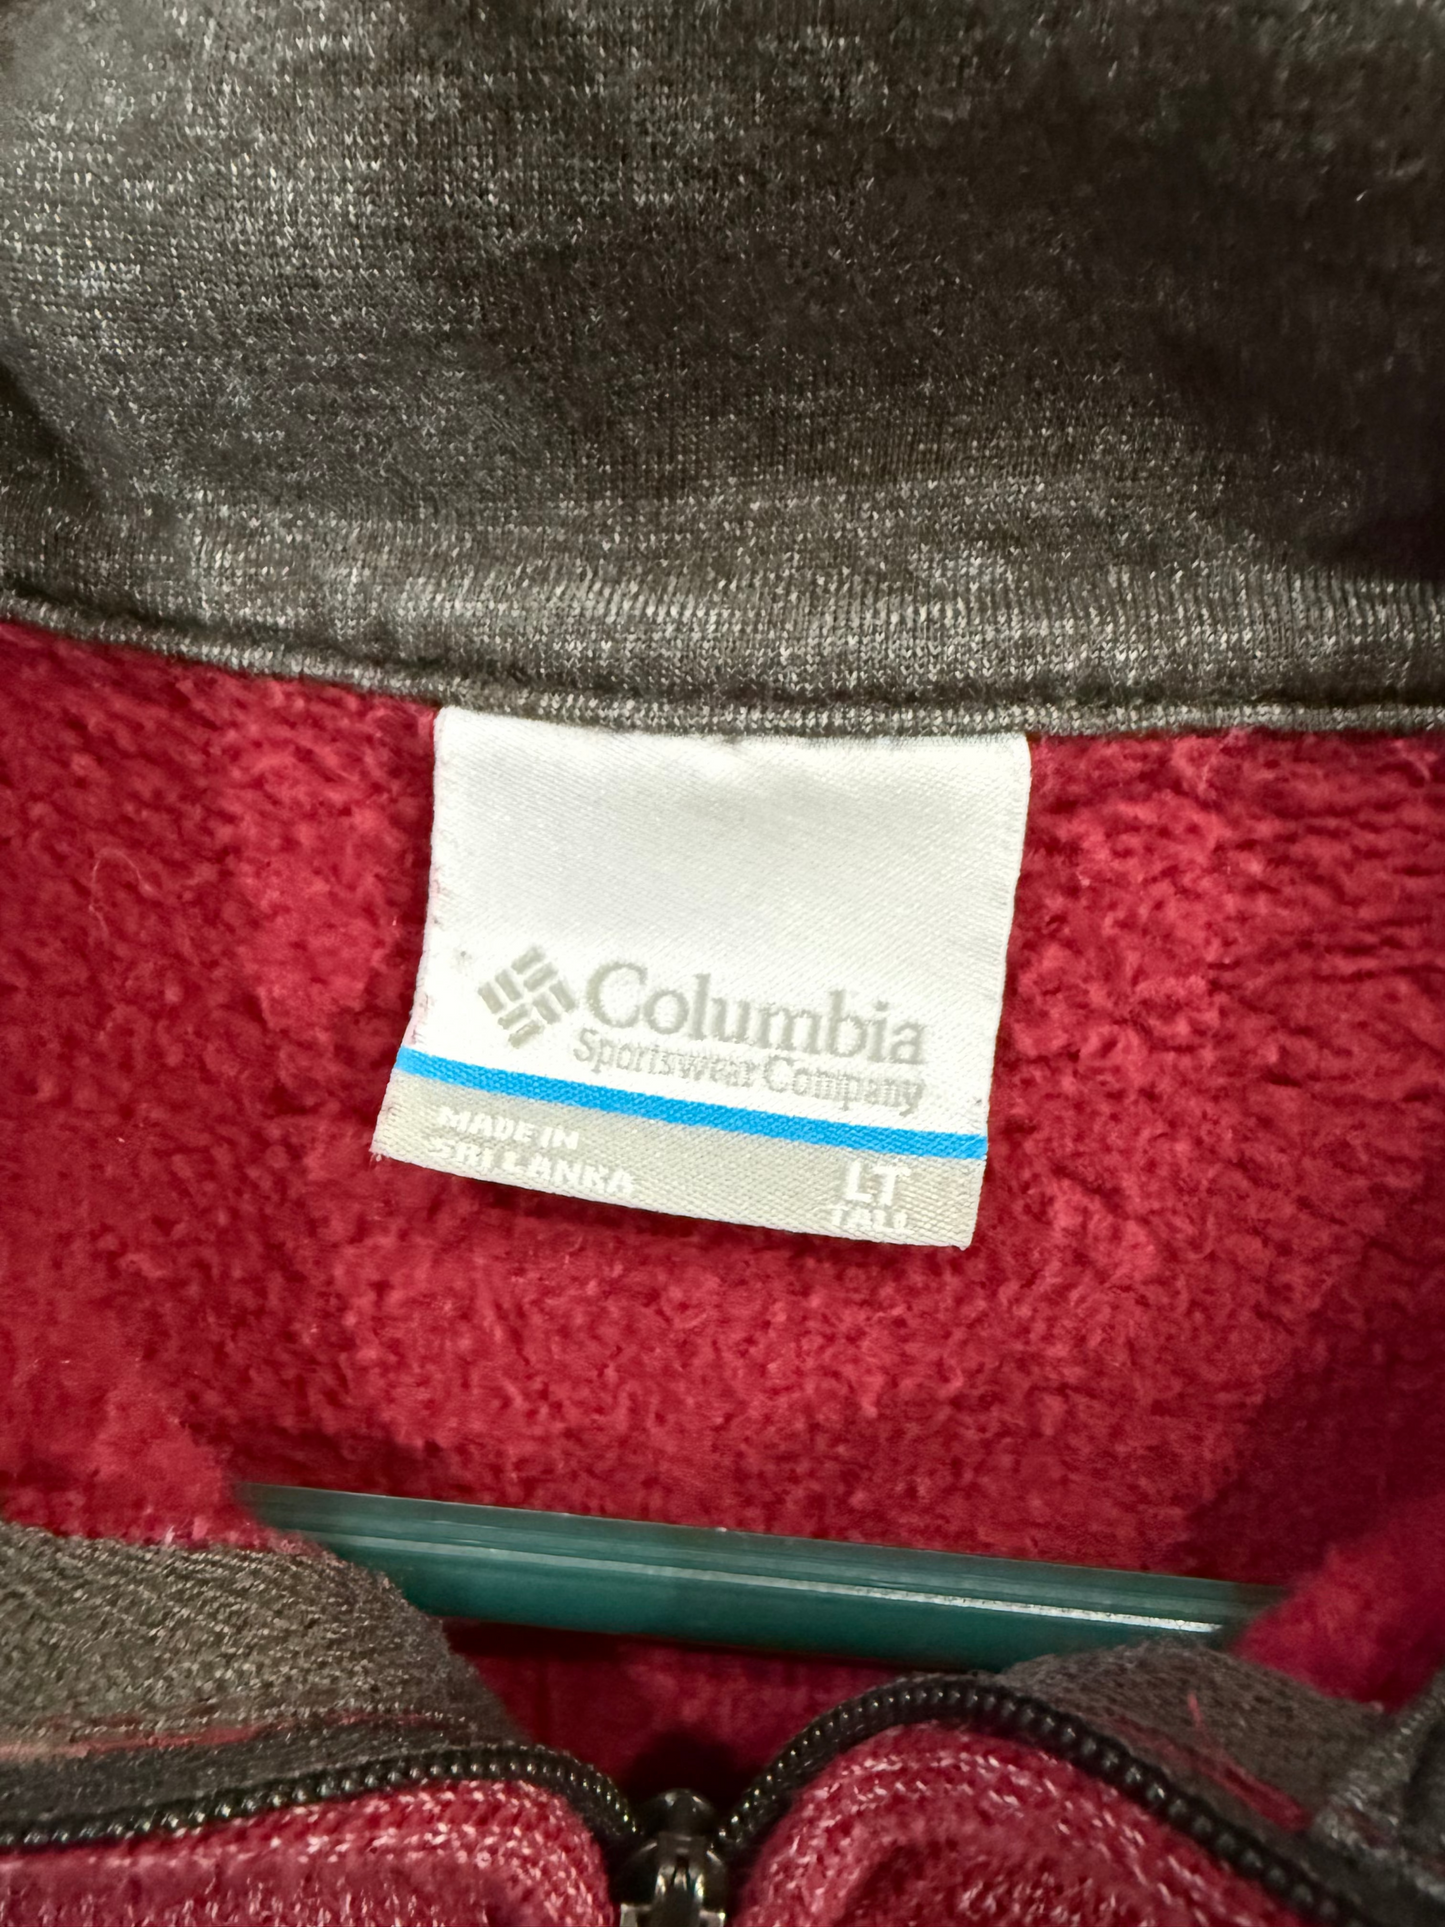 Columbia
Sportswear Company
MADE IN
SRI LANKA
LT
TALL